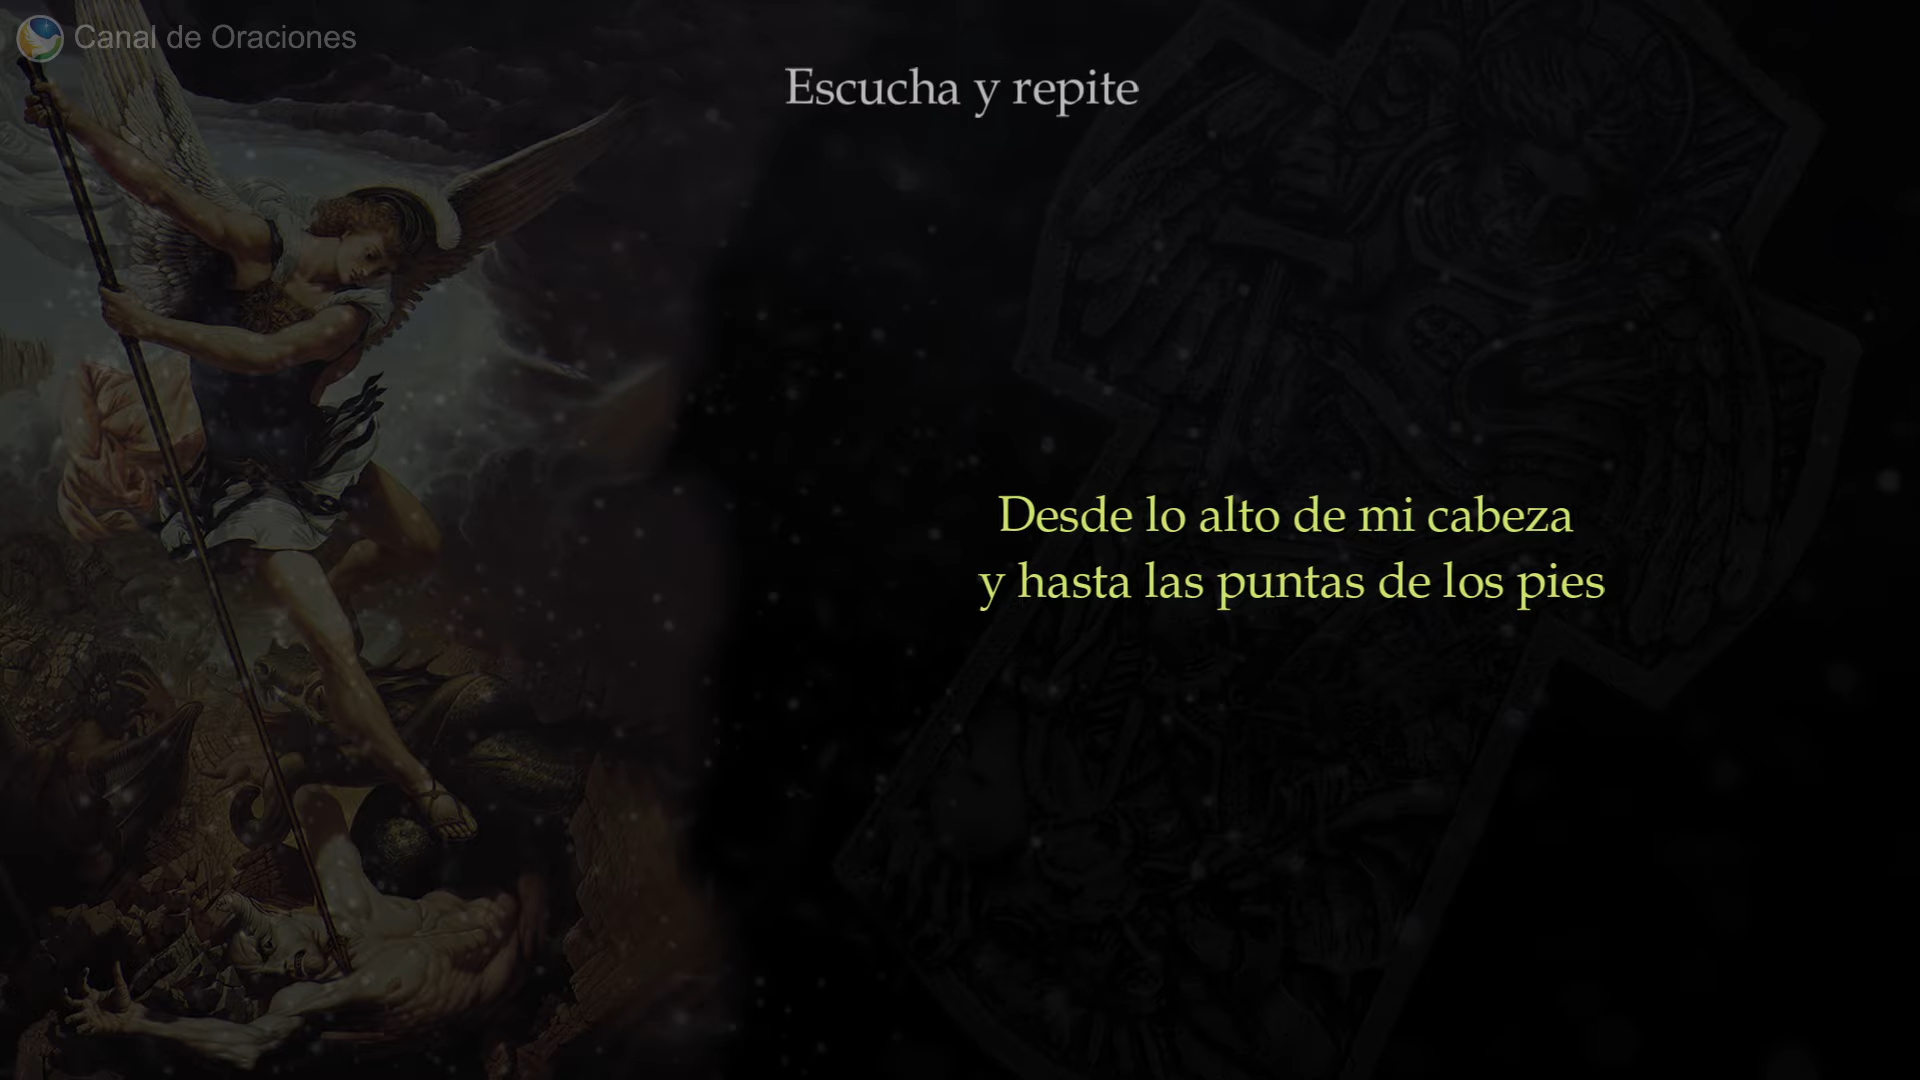 Canal de Oraciones
Escucha y repite
Desde lo alto de mi cabeza
y hasta las puntas de los pies